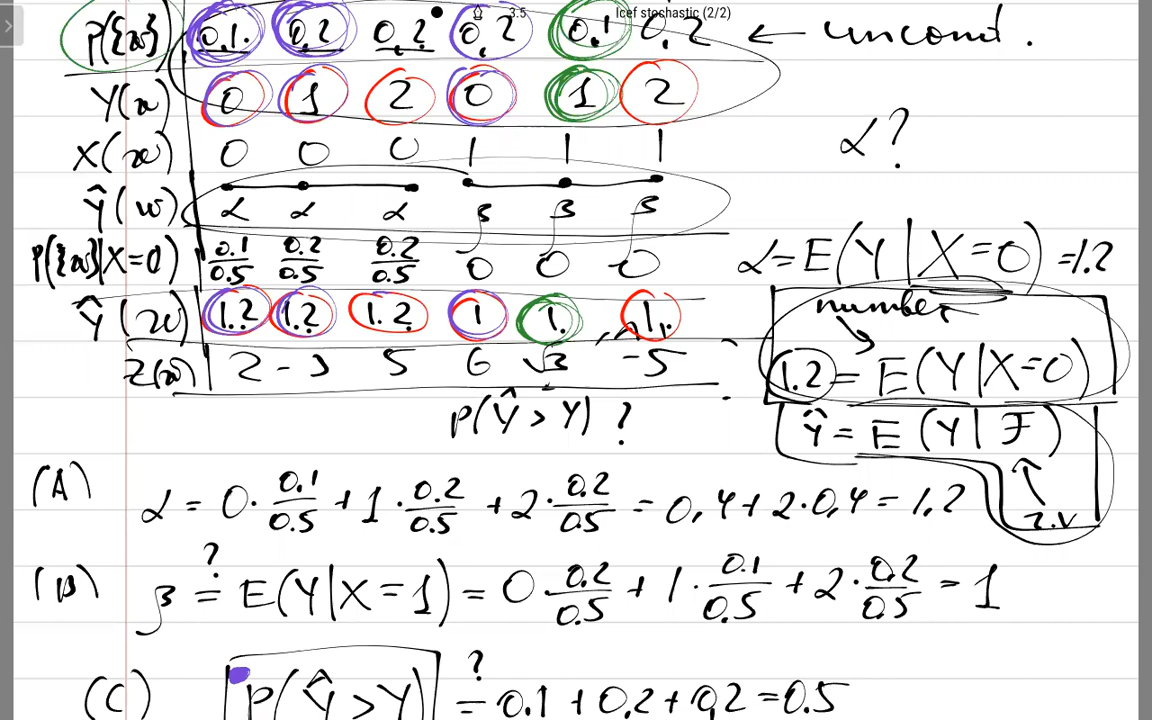 3.5 Icef stochastic (2/2)
P({w}) 0.1. 0.2 0.2 0,2 0,1 0,2 ← uncond.
Y(w) 0 1 2 0 1 2
X(w) 0 0 0 1 1 1 α?
Ŷ(w) α α α β β β
P({w}|X=0) 0.1/0.5 0.2/0.5 0.2/0.5 0 0 0 α = E(Y|X=0) = 1.2
Ŷ(w) 1.2 1.2 1.2 1 1. 1. number
Z(w) 2 -3 5 6 √3 -5 1.2 = E(Y|X=0)
P(Ŷ > Y) ? Ŷ = E(Y|F)
r.v
(A) α = 0· 0.1/0.5 + 1· 0.2/0.5 + 2· 0.2/0.5 = 0,4 + 2·0,4 = 1,2
(B) β ?= E(Y|X=1) = 0· 0.2/0.5 + 1· 0.1/0.5 + 2· 0.2/0.5 = 1
(C) P(Ŷ > Y) ?= 0.1 + 0.2 + 0,2 = 0.5